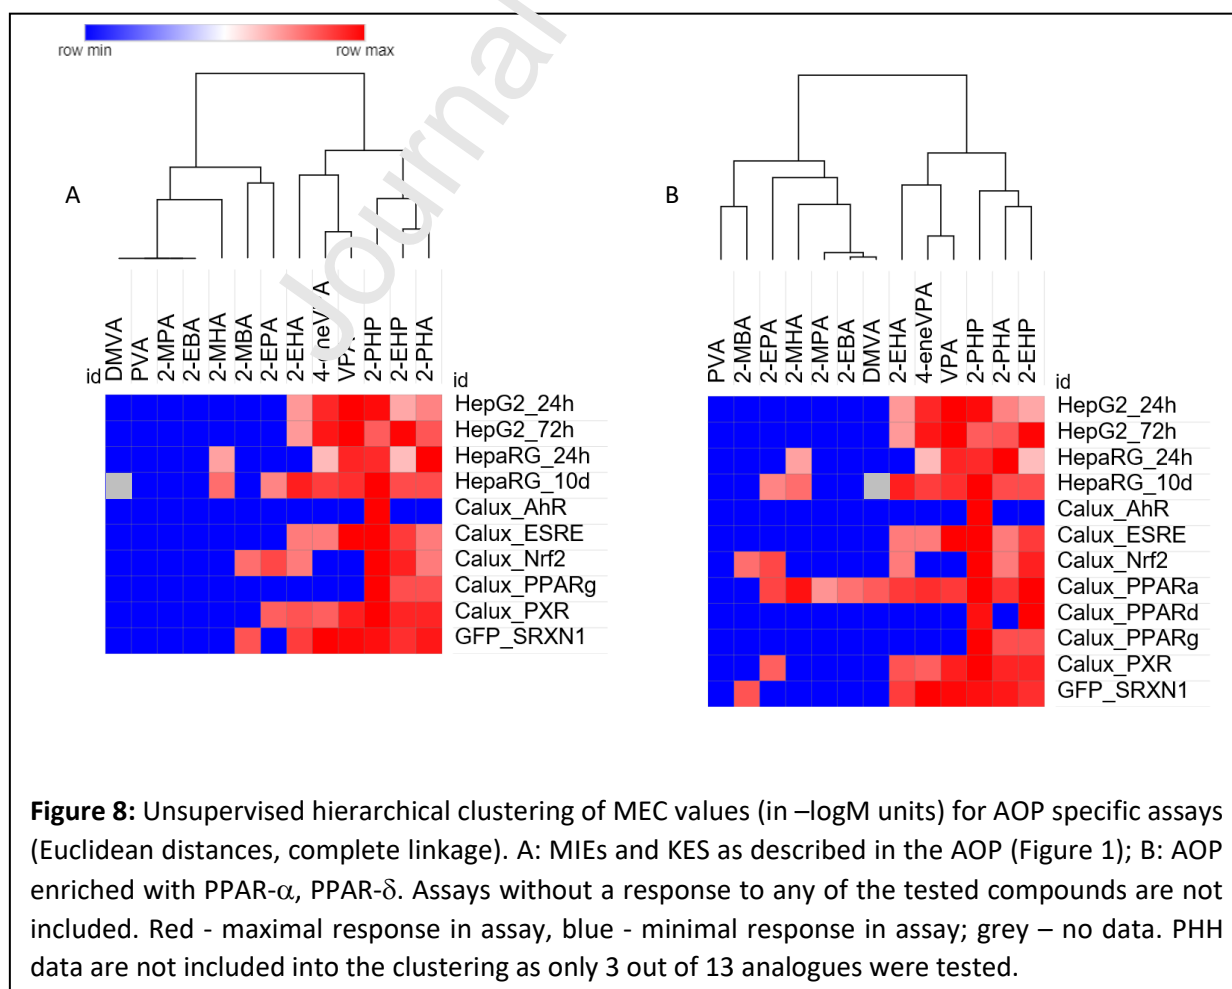 Journal
row min row max
A
B
id DMVA PVA 2-MPA 2-EBA 2-MHA 2-MBA 2-EPA 2-EHA 4-eneVPA VPA 2-PHP 2-EHP 2-PHA id
HepG2_24h
HepG2_72h
HepaRG_24h
HepaRG_10d
Calux_AhR
Calux_ESRE
Calux_Nrf2
Calux_PPARg
Calux_PXR
GFP_SRXN1
PVA 2-MBA 2-EPA 2-MHA 2-MPA 2-EBA DMVA 2-EHA 4-eneVPA VPA 2-PHP 2-PHA 2-EHP id
HepG2_24h
HepG2_72h
HepaRG_24h
HepaRG_10d
Calux_AhR
Calux_ESRE
Calux_Nrf2
Calux_PPARa
Calux_PPARd
Calux_PPARg
Calux_PXR
GFP_SRXN1
Figure 8: Unsupervised hierarchical clustering of MEC values (in –logM units) for AOP specific assays
(Euclidean distances, complete linkage). A: MIEs and KES as described in the AOP (Figure 1); B: AOP
enriched with PPAR-α, PPAR-δ. Assays without a response to any of the tested compounds are not
included. Red - maximal response in assay, blue - minimal response in assay; grey – no data. PHH
data are not included into the clustering as only 3 out of 13 analogues were tested.